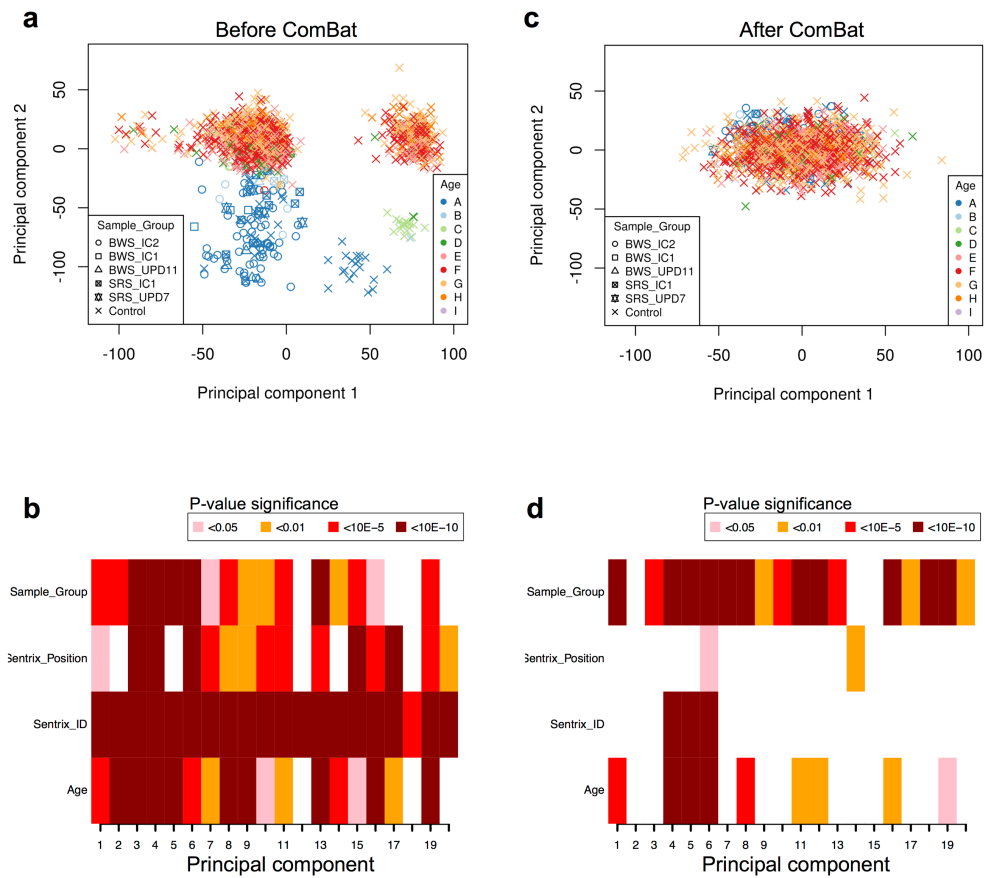 a
Before ComBat
Principal component 2
50
0
-50
-100
Sample_Group
BWS_IC2
BWS_IC1
BWS_UPD11
SRS_IC1
SRS_UPD7
Control
Age
A
B
C
D
E
F
G
H
I
-100 -50 0 50 100
Principal component 1
c
After ComBat
Principal component 2
50
0
-50
-100
Sample_Group
BWS_IC2
BWS_IC1
BWS_UPD11
SRS_IC1
SRS_UPD7
Control
Age
A
B
C
D
E
F
G
H
I
-100 -50 0 50 100
Principal component 1
b
P-value significance
<0.05 <0.01 <10E-5 <10E-10
Sample_Group
Sentrix_Position
Sentrix_ID
Age
1 2 3 4 5 6 7 8 9 11 13 15 17 19
Principal component
d
P-value significance
<0.05 <0.01 <10E-5 <10E-10
Sample_Group
Sentrix_Position
Sentrix_ID
Age
1 2 3 4 5 6 7 8 9 11 13 15 17 19
Principal component